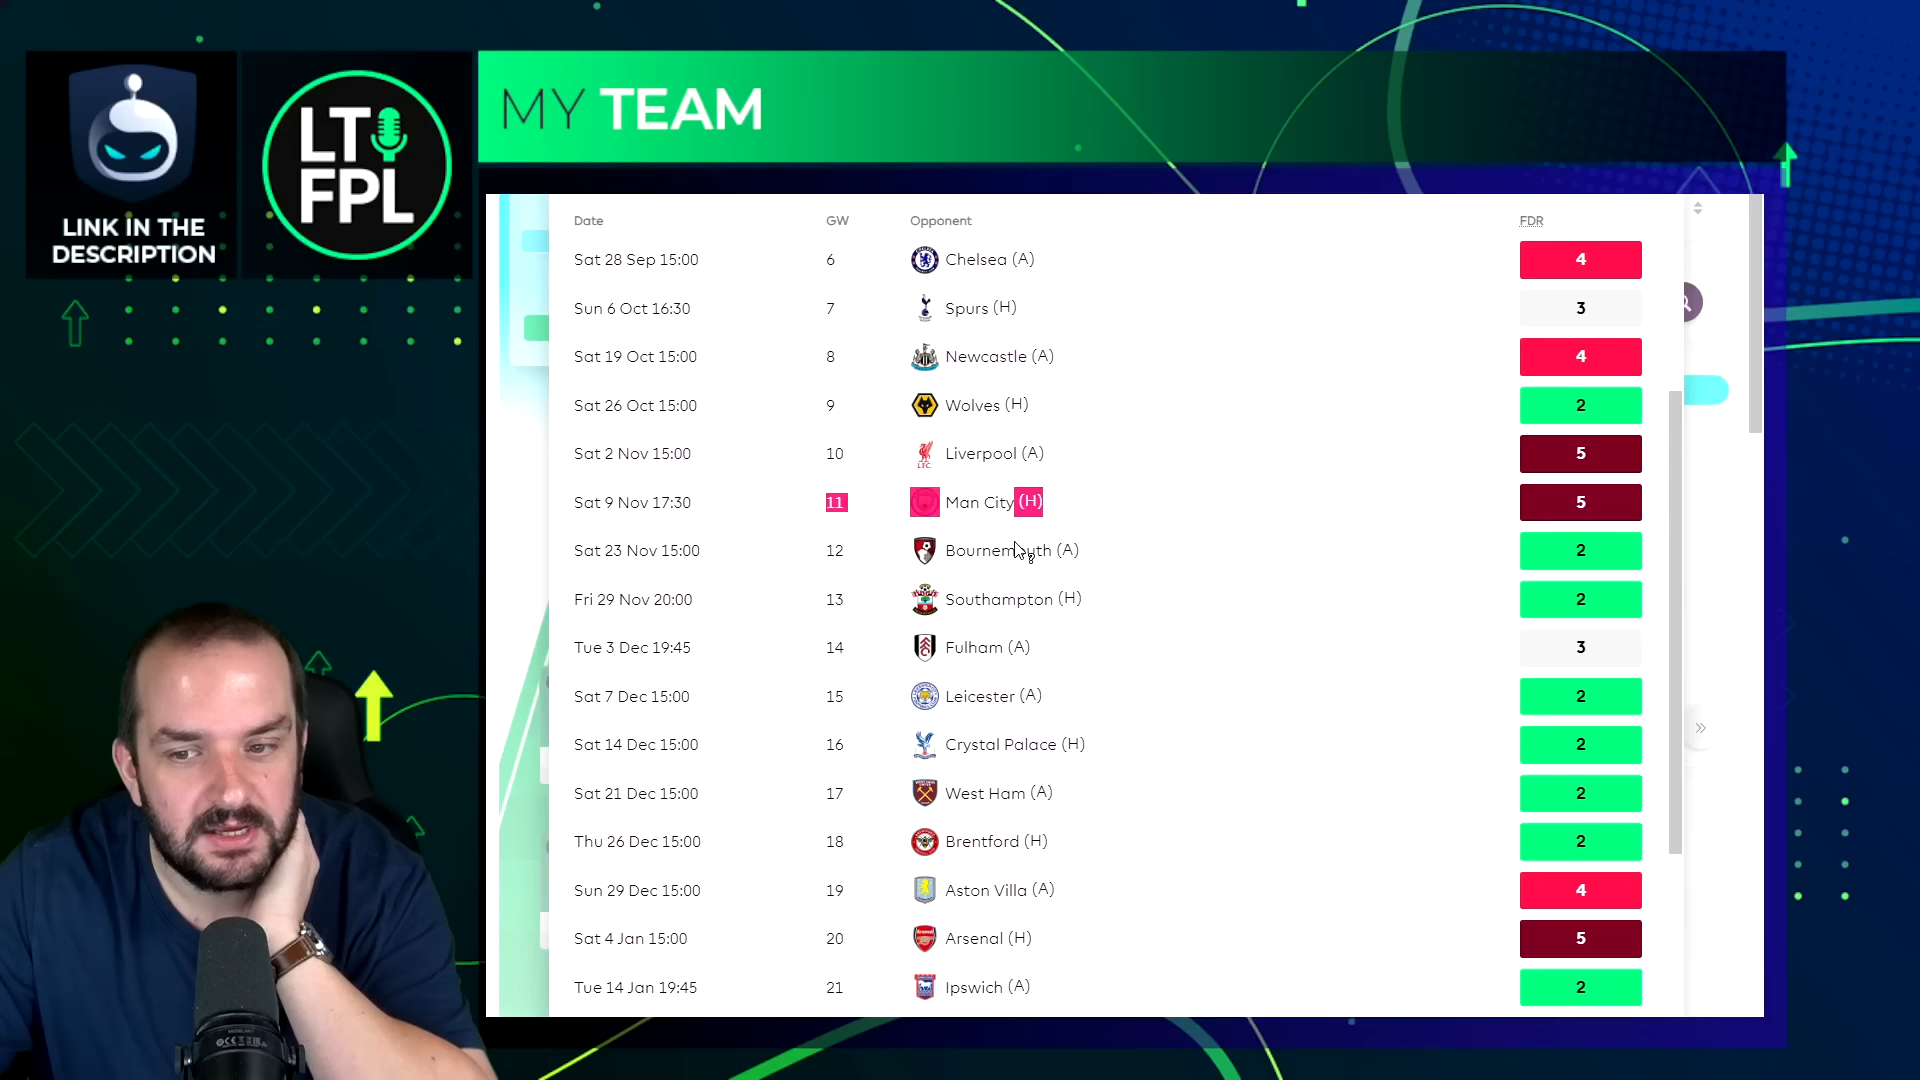 LINK IN THE
DESCRIPTION
LT
FPL
MY TEAM
Date GW Opponent FDR
Sat 28 Sep 15:00 6 Chelsea (A) 4
Sun 6 Oct 16:30 7 Spurs (H) 3
Sat 19 Oct 15:00 8 Newcastle (A) 4
Sat 26 Oct 15:00 9 Wolves (H) 2
Sat 2 Nov 15:00 10 Liverpool (A) 5
Sat 9 Nov 17:30 11 Man City (H) 5
Sat 23 Nov 15:00 12 Bournemouth (A) 2
Fri 29 Nov 20:00 13 Southampton (H) 2
Tue 3 Dec 19:45 14 Fulham (A) 3
Sat 7 Dec 15:00 15 Leicester (A) 2
Sat 14 Dec 15:00 16 Crystal Palace (H) 2
Sat 21 Dec 15:00 17 West Ham (A) 2
Thu 26 Dec 15:00 18 Brentford (H) 2
Sun 29 Dec 15:00 19 Aston Villa (A) 4
Sat 4 Jan 15:00 20 Arsenal (H) 5
Tue 14 Jan 19:45 21 Ipswich (A) 2